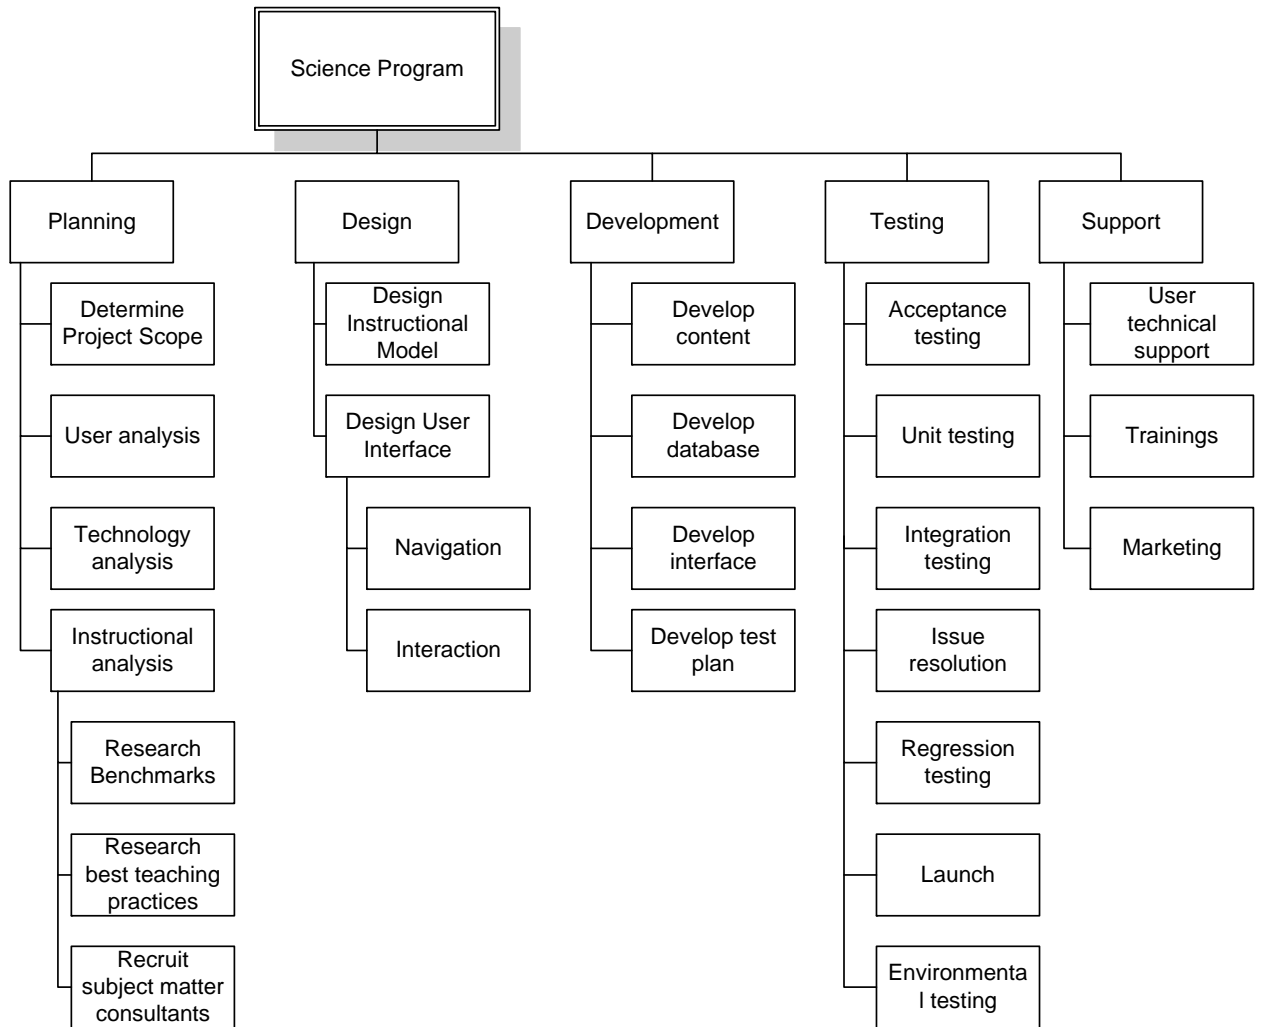 Science Program
Planning
Design
Development
Testing
Support
Determine
Project Scope
User analysis
Technology
analysis
Instructional
analysis
Research
Benchmarks
Research
best teaching
practices
Recruit
subject matter
consultants
Design
Instructional
Model
Design User
Interface
Navigation
Interaction
Develop
content
Develop
database
Develop
interface
Develop test
plan
Acceptance
testing
Unit testing
Integration
testing
Issue
resolution
Regression
testing
Launch
Environmenta
l testing
User
technical
support
Trainings
Marketing